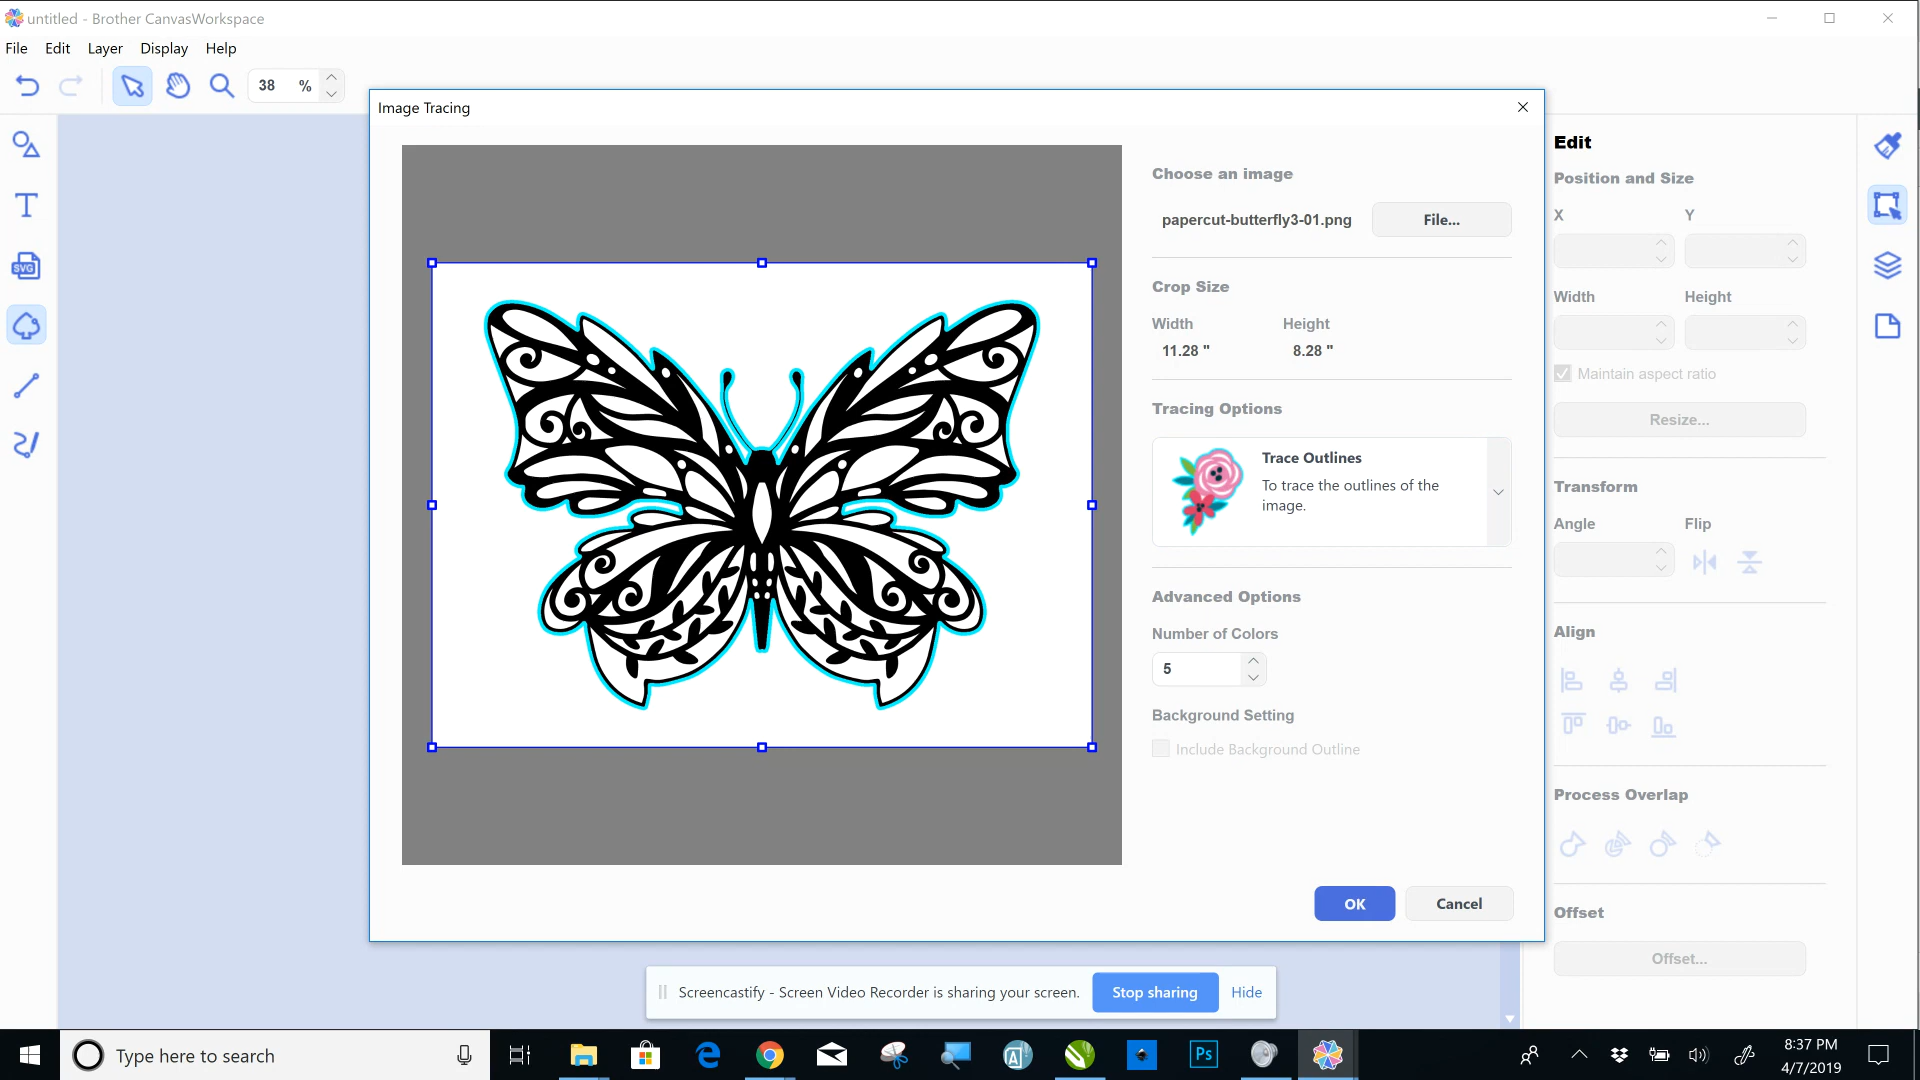 untitled - Brother CanvasWorkspace
File Edit Layer Display Help
38 %
Image Tracing
Choose an image
papercut-butterfly3-01.png File...
Crop Size
Width Height
11.28 " 8.28 "
Tracing Options
Trace Outlines
To trace the outlines of the
image.
Advanced Options
Number of Colors
5
Background Setting
Include Background Outline
OK Cancel
Edit
Position and Size
X Y
Width Height
Maintain aspect ratio
Resize...
Transform
Angle Flip
Align
Process Overlap
Offset
Offset...
T
SVG
Screencastify - Screen Video Recorder is sharing your screen. Stop sharing Hide
Type here to search
Ps
8:37 PM
4/7/2019